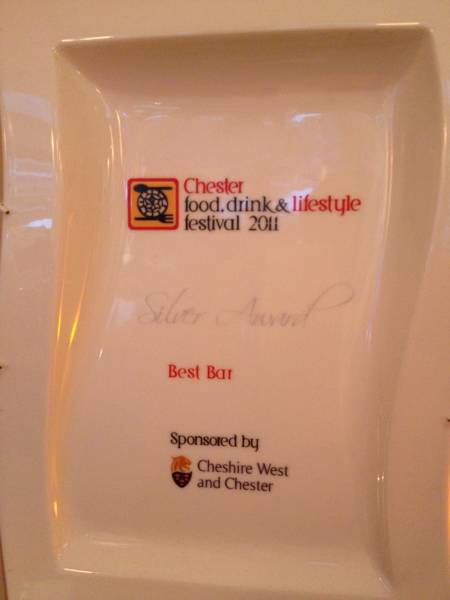 Chester
food, drink & lifestyle
festival 2011
Silver Award
Best Bar
Sponsored by
Cheshire West
and Chester